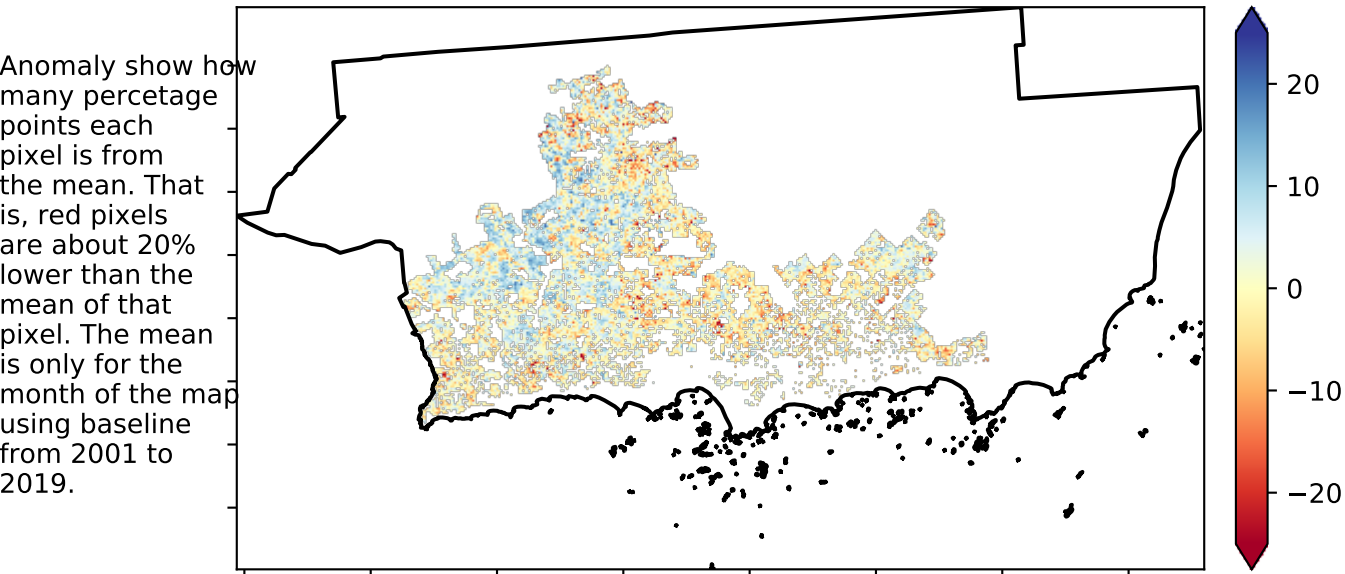 Anomaly show how
many percetage
points each
pixel is from
the mean. That
is, red pixels
are about 20%
lower than the
mean of that
pixel. The mean
is only for the
month of the map
using baseline
from 2001 to
2019.
20
10
0
−10
−20